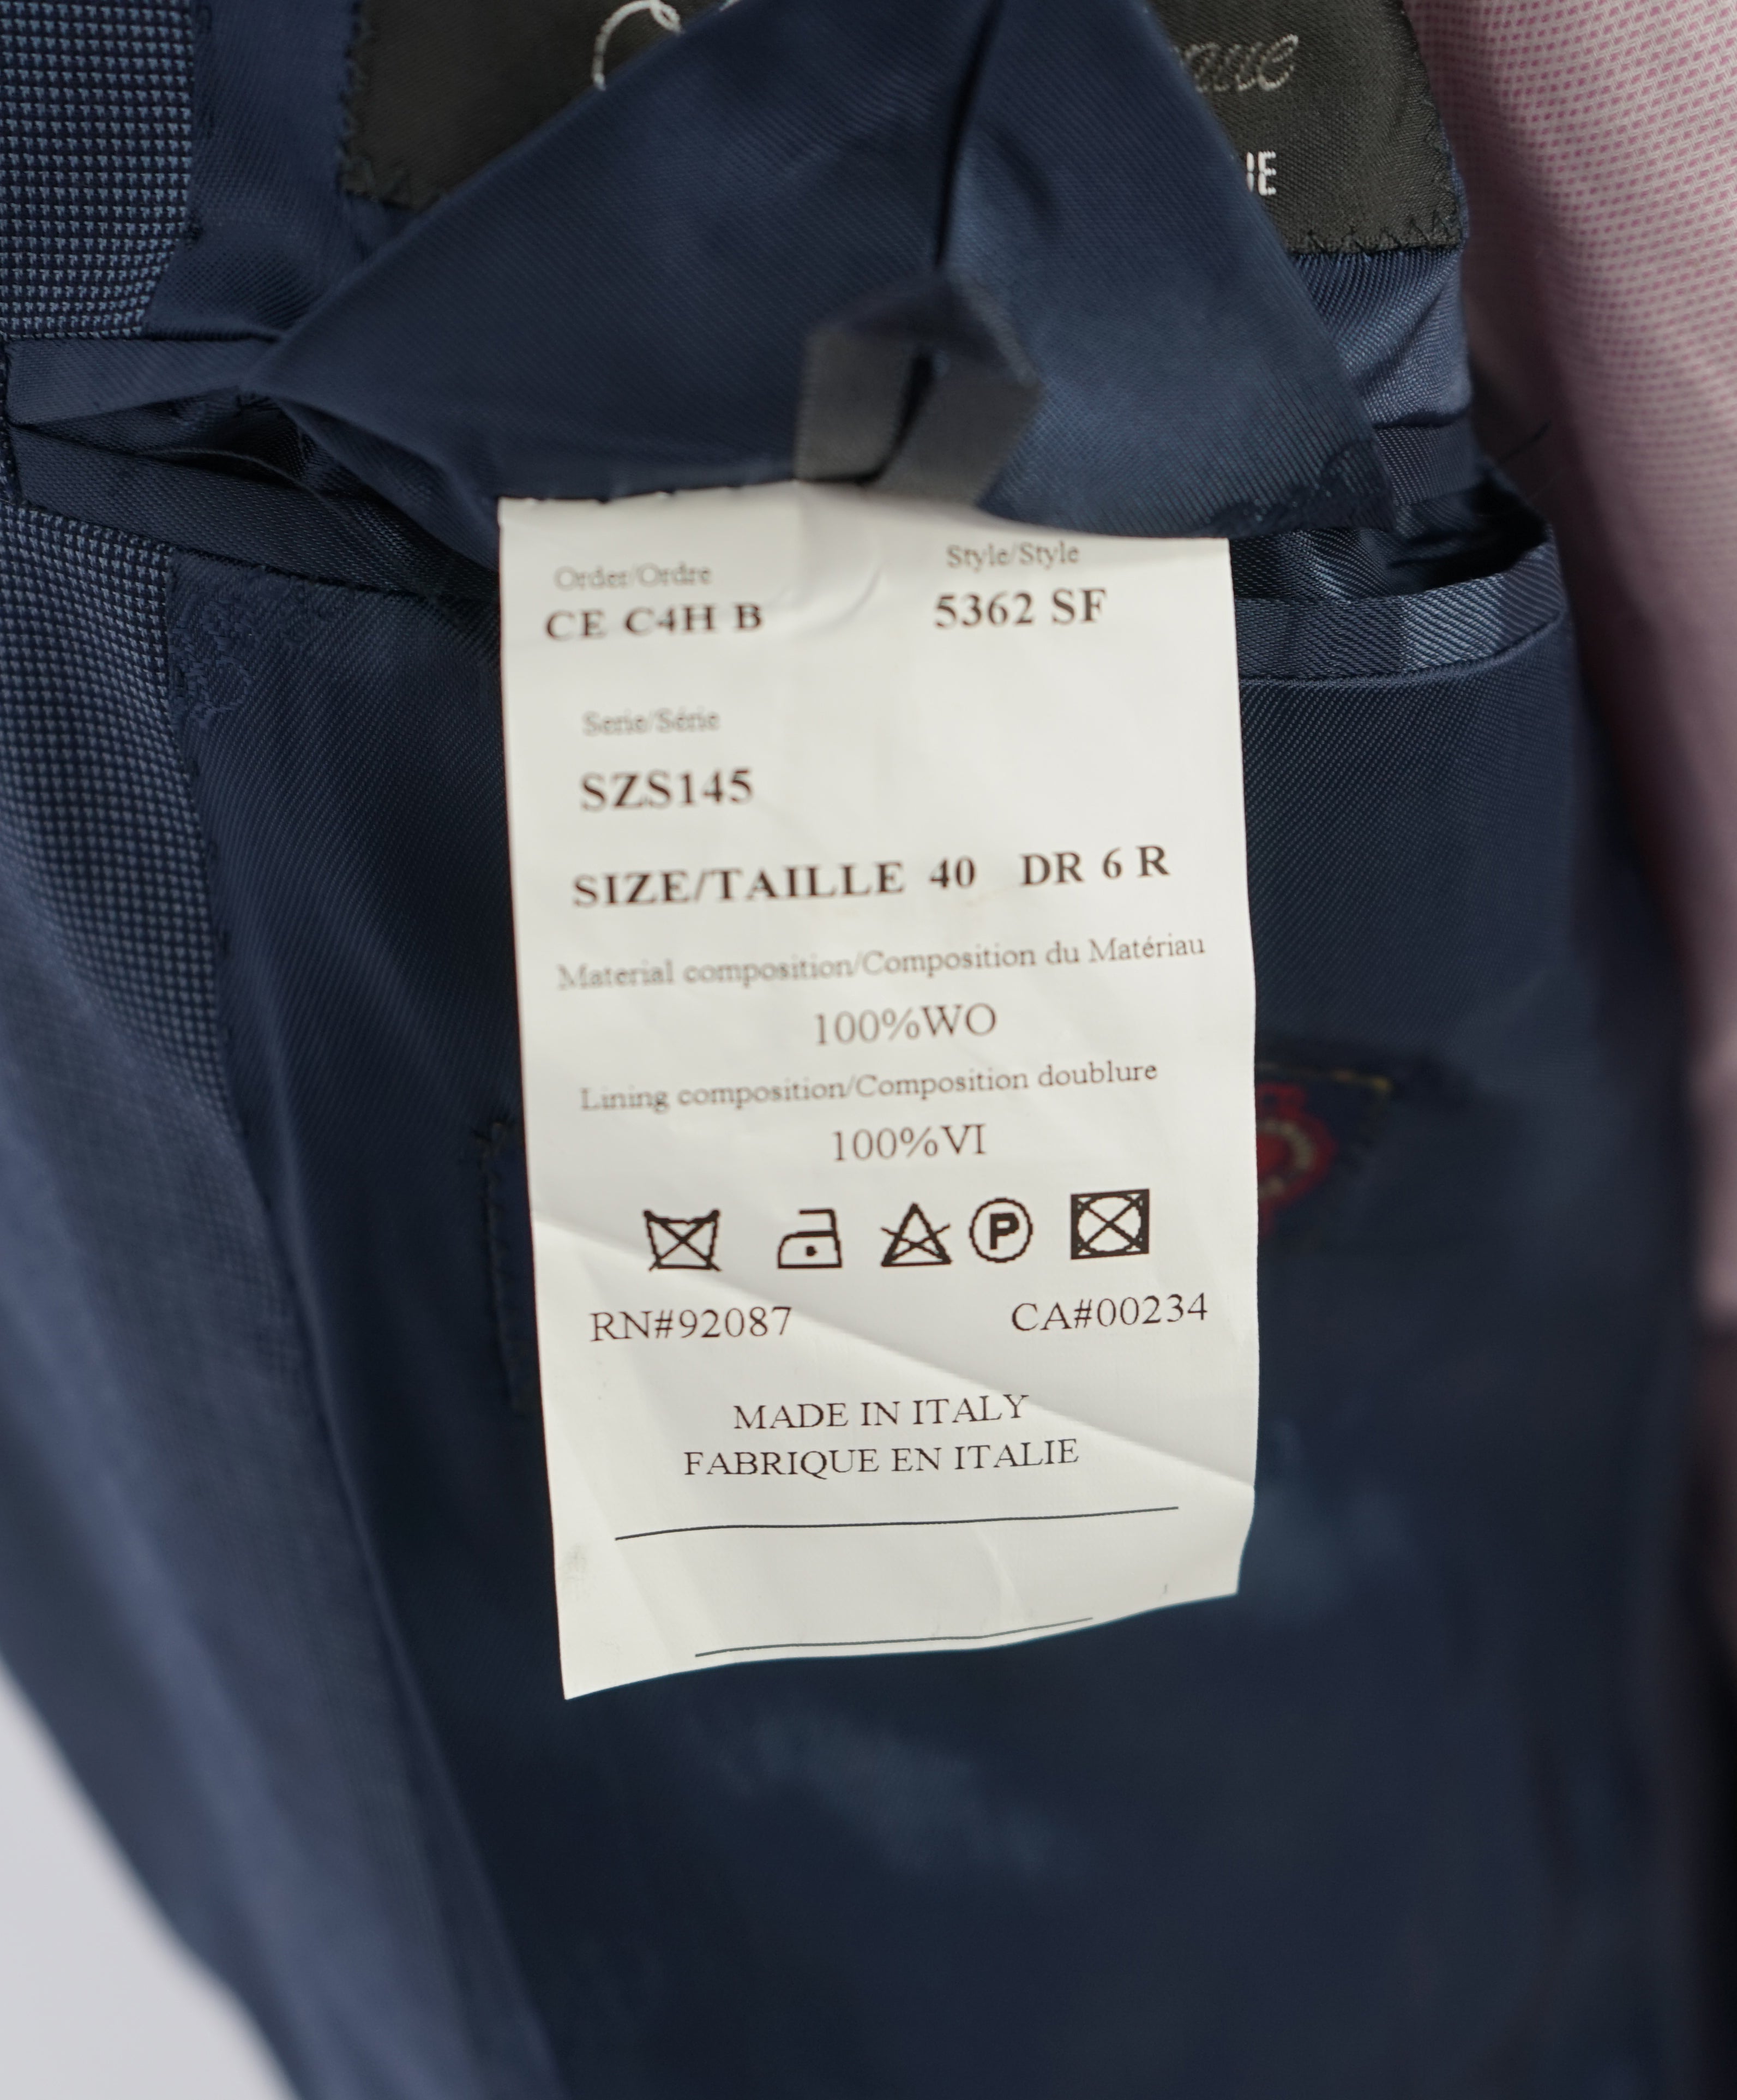 Order/Ordre Style/Style
CE C4H B 5362 SF
Serie/Série
SZS145
SIZE/TAILLE 40 DR 6 R
Material composition/Composition du Matériau
100%WO
Lining composition/Composition doublure
100%VI
P
RN#92087 CA#00234
MADE IN ITALY
FABRIQUE EN ITALIE